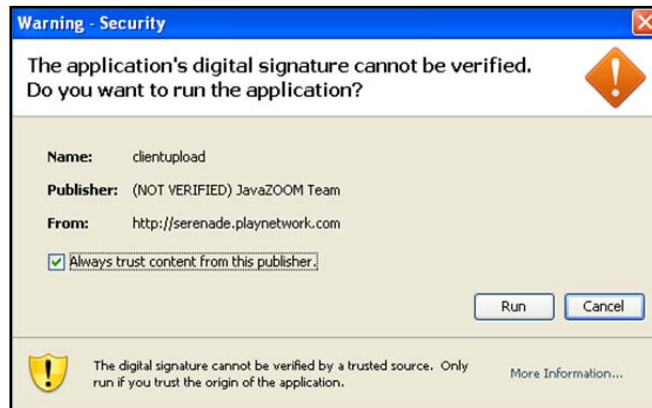 Warning - Security
The application's digital signature cannot be verified.
Do you want to run the application?
Name: clientupload
Publisher: (NOT VERIFIED) JavaZOOM Team
From: http://serenade.playnetwork.com
Always trust content from this publisher.
Run Cancel
The digital signature cannot be verified by a trusted source. Only
run if you trust the origin of the application.
More Information...